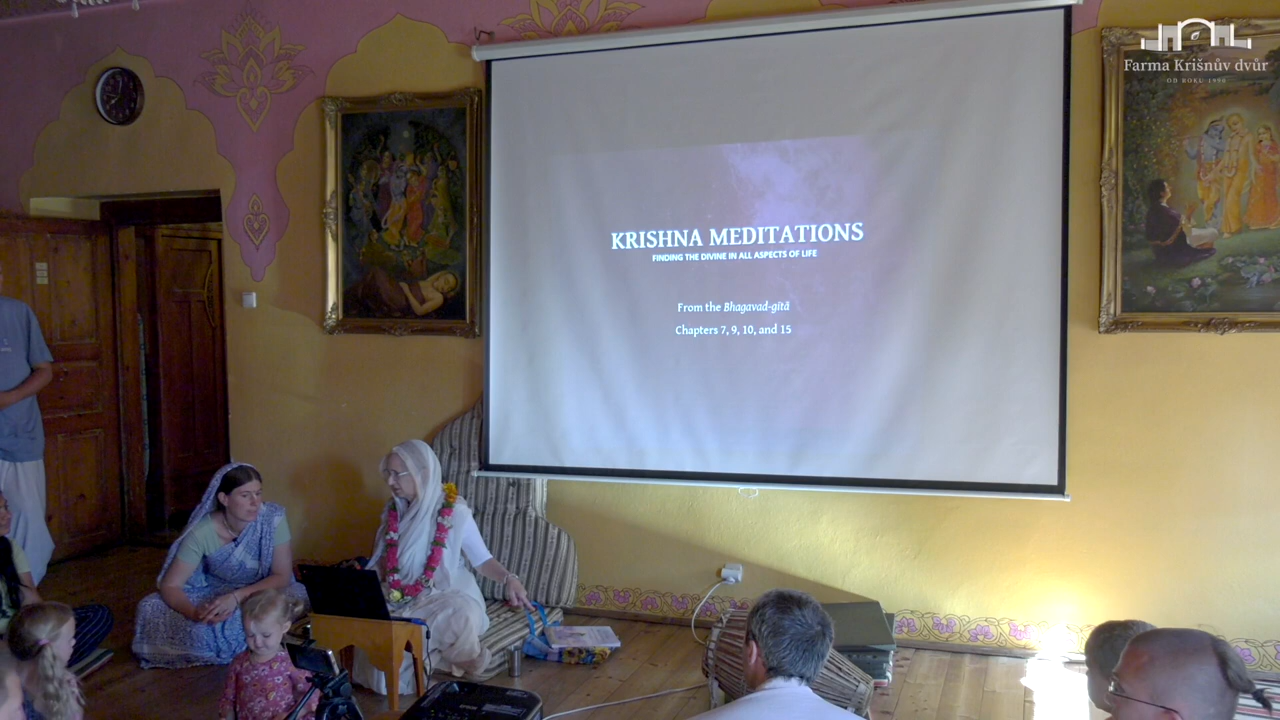 Farma Krišnův dvůr
OD ROKU 1990
KRISHNA MEDITATIONS
FINDING THE DIVINE IN ALL ASPECTS OF LIFE
From the Bhagavad-gītā
Chapters 7, 9, 10, and 15